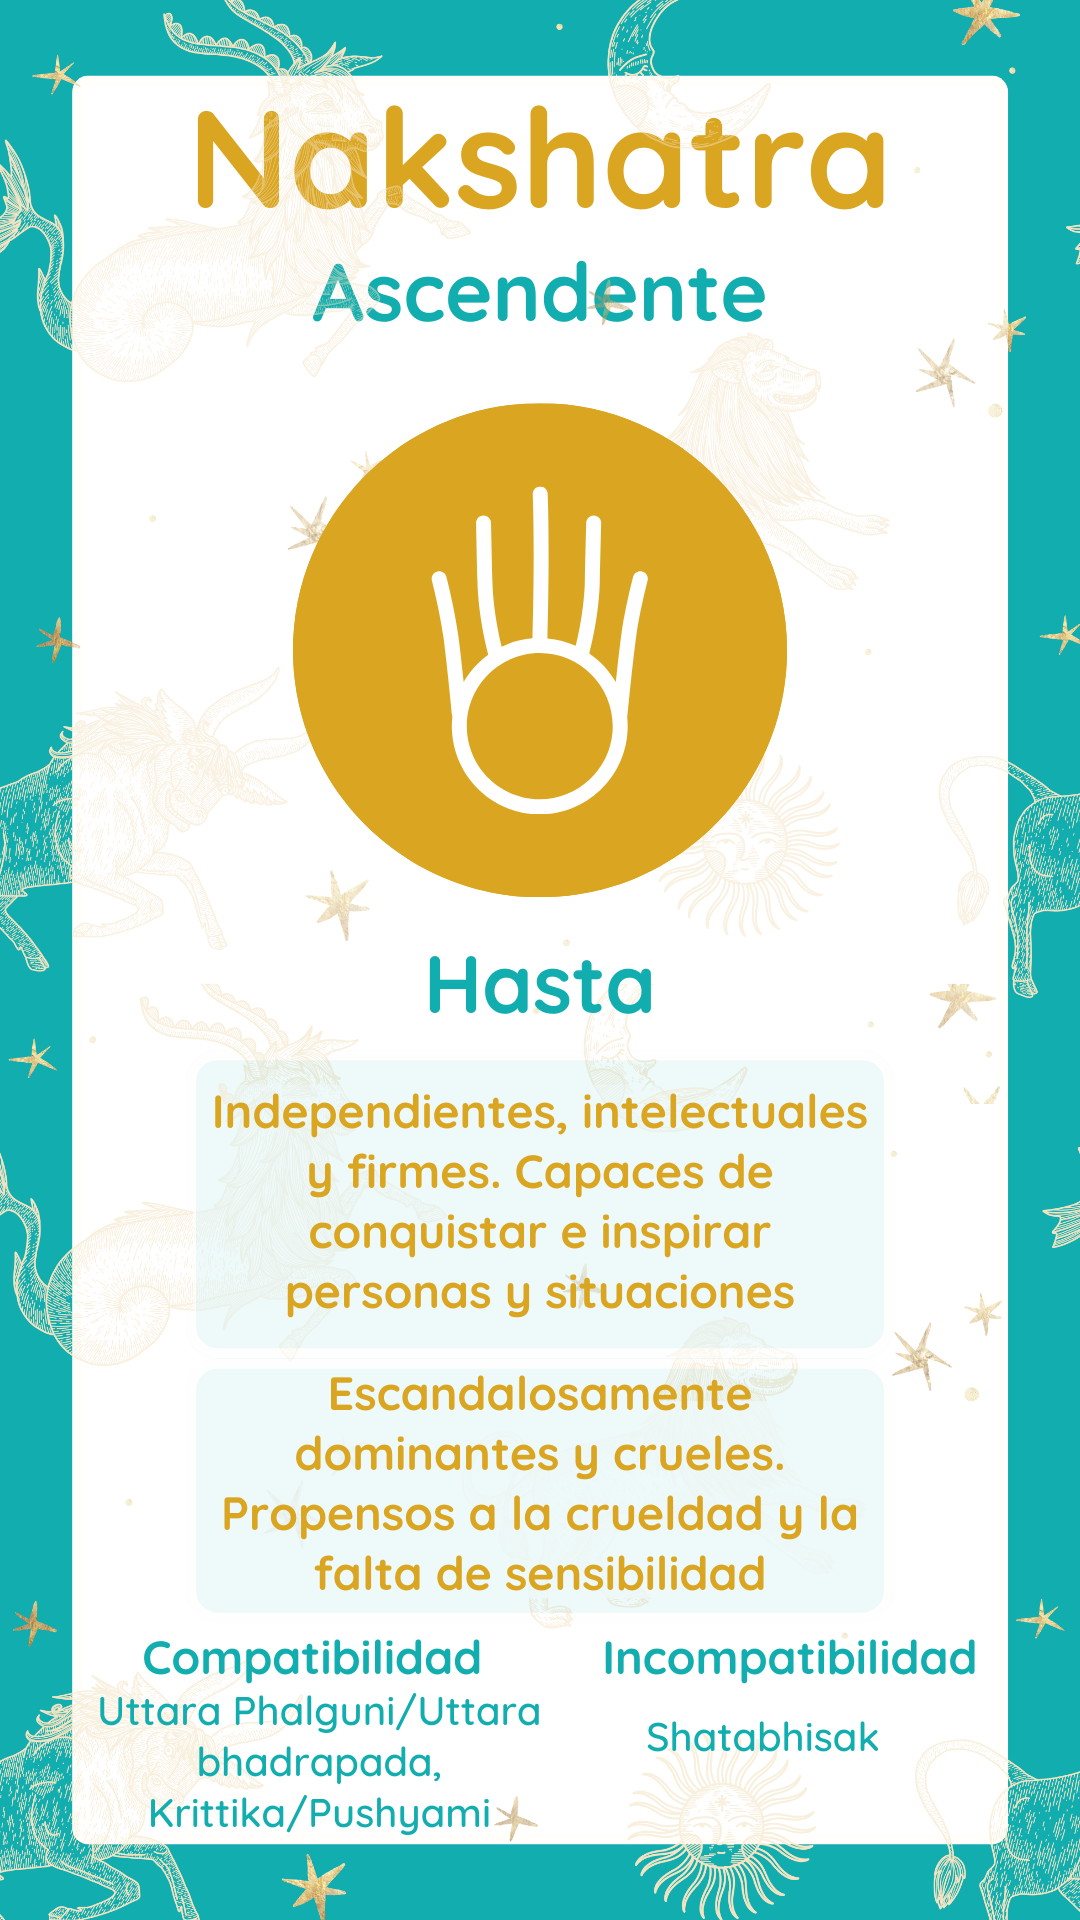 Nakshatra
Ascendente
Hasta
Independientes, intelectuales
y firmes. Capaces de
conquistar e inspirar
personas y situaciones
Escandalosamente
dominantes y crueles.
Propensos a la crueldad y la
falta de sensibilidad
Compatibilidad
Uttara Phalguni/Uttara
bhadrapada,
Krittika/Pushyami
Incompatibilidad
Shatabhisak